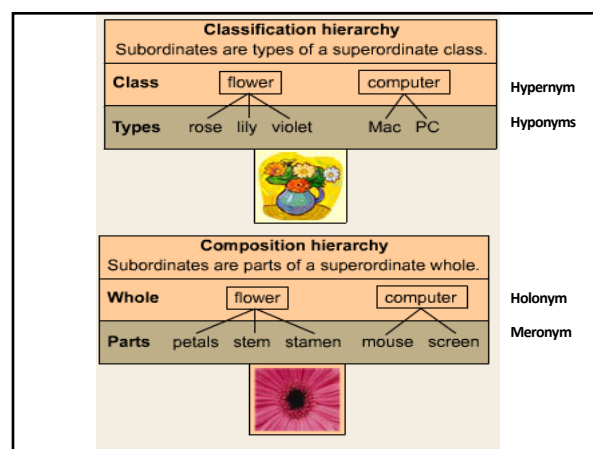 Classification hierarchy
Subordinates are types of a superordinate class.
Class flower computer Hypernym
Types rose lily violet Mac PC Hyponyms
Composition hierarchy
Subordinates are parts of a superordinate whole.
Whole flower computer Holonym
Parts petals stem stamen mouse screen Meronym